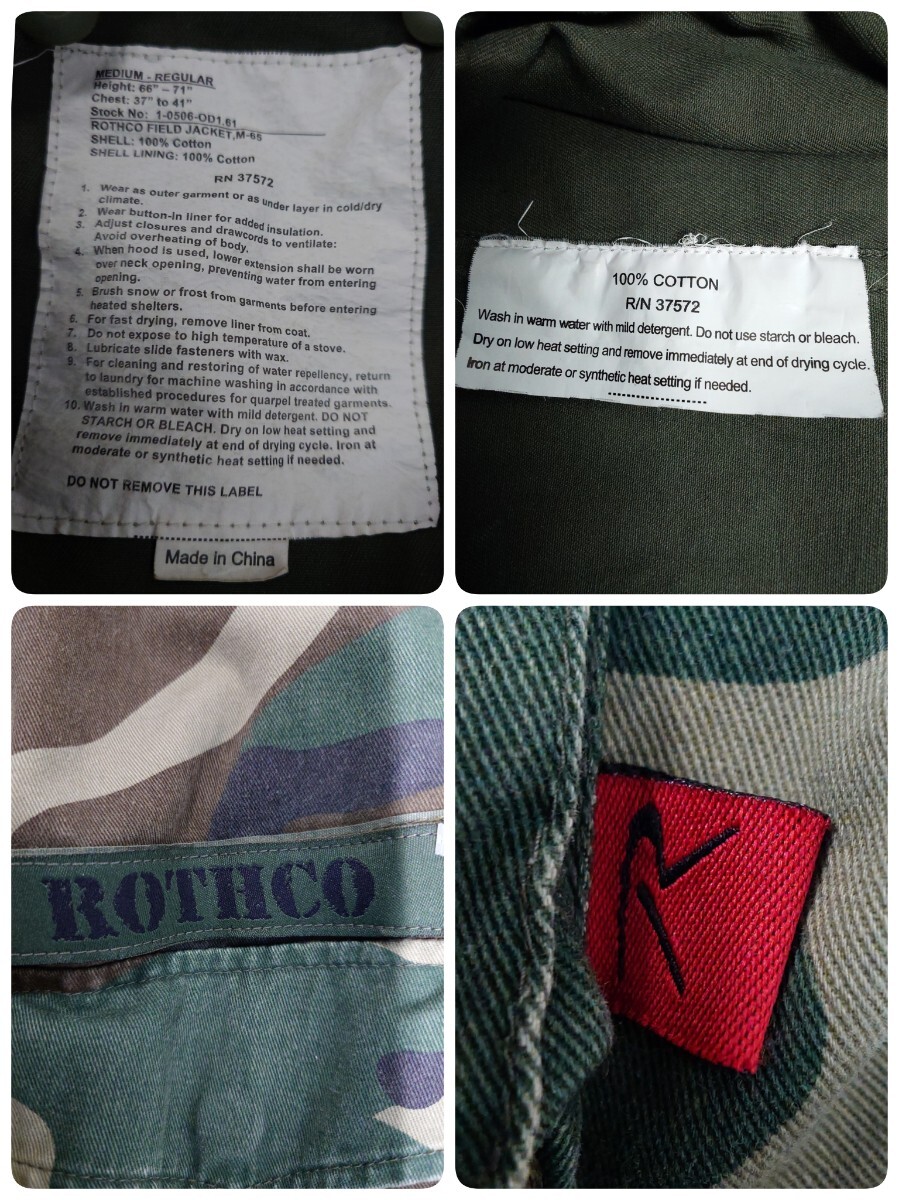 MEDIUM - REGULAR
Height: 66" – 71"
Chest: 37" to 41"
Stock No: 1-0506-OD1.61
ROTHCO FIELD JACKET,M-65
SHELL: 100% Cotton
SHELL LINING: 100% Cotton
RN 37572
1. Wear as outer garment or as under layer in cold/dry
climate.
2. Wear button-in liner for added insulation.
3. Adjust closures and drawcords to ventilate:
Avoid overheating of body.
4. When hood is used, lower extension shall be worn
over neck opening, preventing water from entering
opening.
5. Brush snow or frost from garments before entering
heated shelters.
6. For fast drying, remove liner from coat.
7. Do not expose to high temperature of a stove.
8. Lubricate slide fasteners with wax.
9. For cleaning and restoring of water repellency, return
to laundry for machine washing in accordance with
established procedures for quarpel treated garments.
10. Wash in warm water with mild detergent. DO NOT
STARCH OR BLEACH. Dry on low heat setting and
remove immediately at end of drying cycle. Iron at
moderate or synthetic heat setting if needed.
DO NOT REMOVE THIS LABEL
Made in China
100% COTTON
R/N 37572
Wash in warm water with mild detergent. Do not use starch or bleach.
Dry on low heat setting and remove immediately at end of drying cycle.
Iron at moderate or synthetic heat setting if needed.
ROTHCO
R